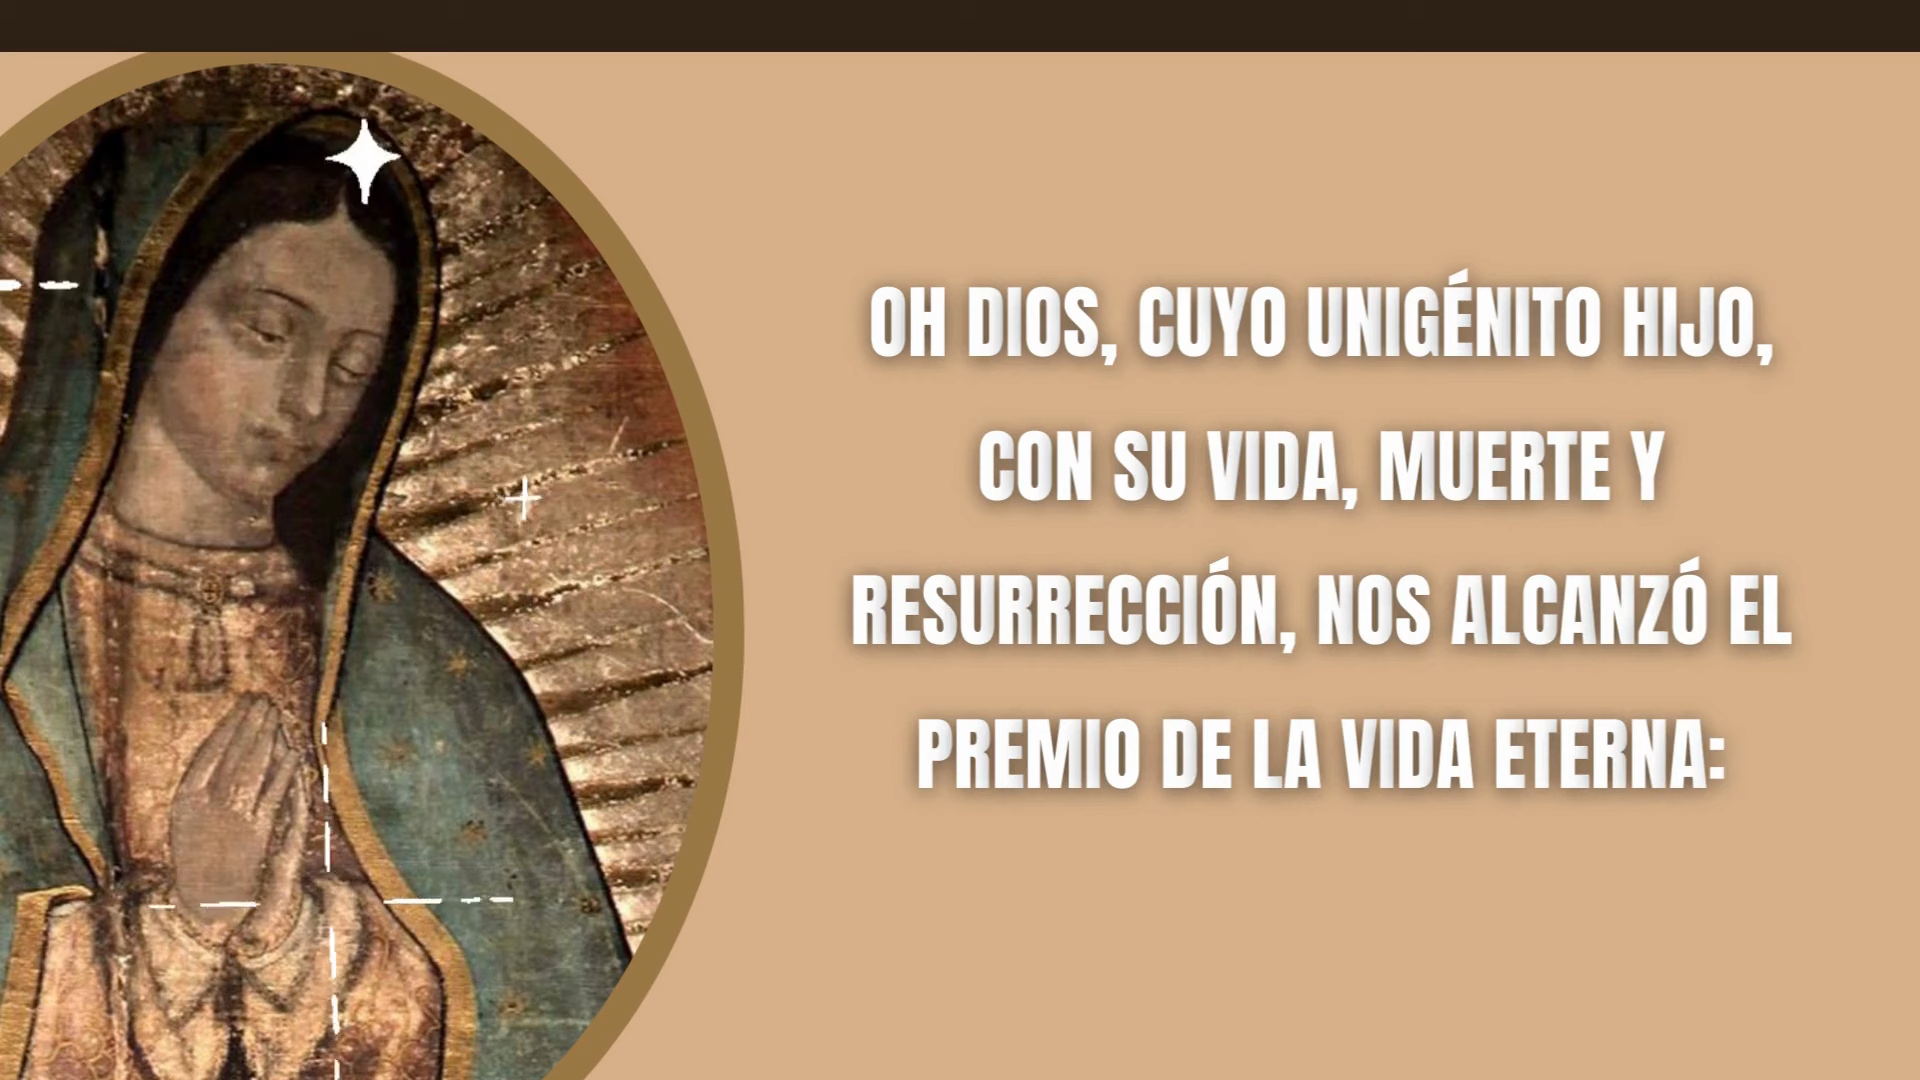 OH DIOS, CUYO UNIGÉNITO HIJO,
CON SU VIDA, MUERTE Y
RESURRECCIÓN, NOS ALCANZÓ EL
PREMIO DE LA VIDA ETERNA: